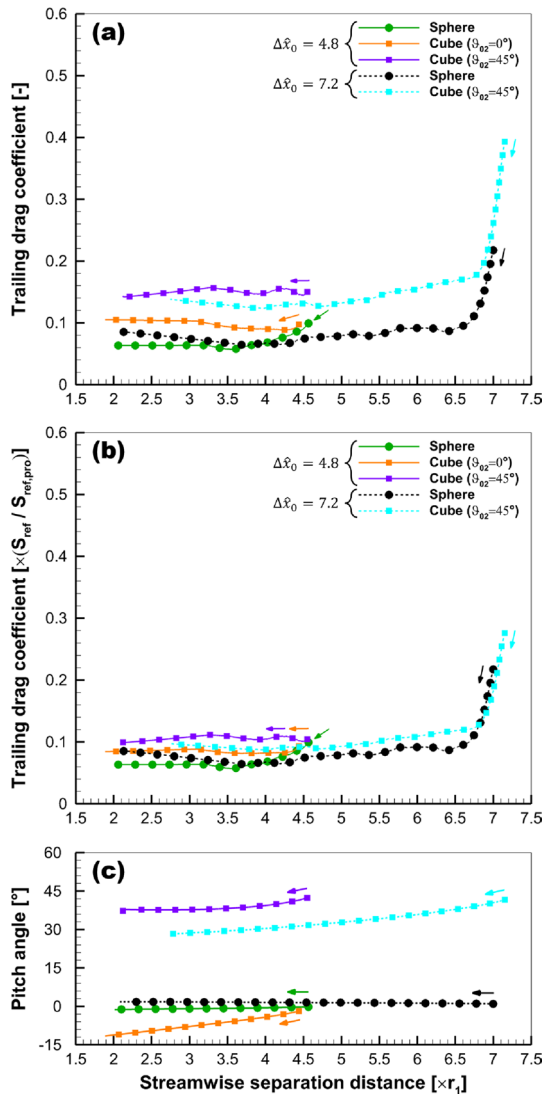 (a)
Trailing drag coefficient [-]
0.6
0.5
0.4
0.3
0.2
0.1
0
Δx̂₀ = 4.8
Sphere
Cube (ϑ₀₂=0°)
Cube (ϑ₀₂=45°)
Δx̂₀ = 7.2
Sphere
Cube (ϑ₀₂=45°)
1.5 2 2.5 3 3.5 4 4.5 5 5.5 6 6.5 7 7.5
(b)
Trailing drag coefficient [×(S_ref / S_ref,pro)]
0.6
0.5
0.4
0.3
0.2
0.1
0
Δx̂₀ = 4.8
Sphere
Cube (ϑ₀₂=0°)
Cube (ϑ₀₂=45°)
Δx̂₀ = 7.2
Sphere
Cube (ϑ₀₂=45°)
1.5 2 2.5 3 3.5 4 4.5 5 5.5 6 6.5 7 7.5
(c)
Pitch angle [°]
60
45
30
15
0
-15
1.5 2 2.5 3 3.5 4 4.5 5 5.5 6 6.5 7 7.5
Streamwise separation distance [×r₁]